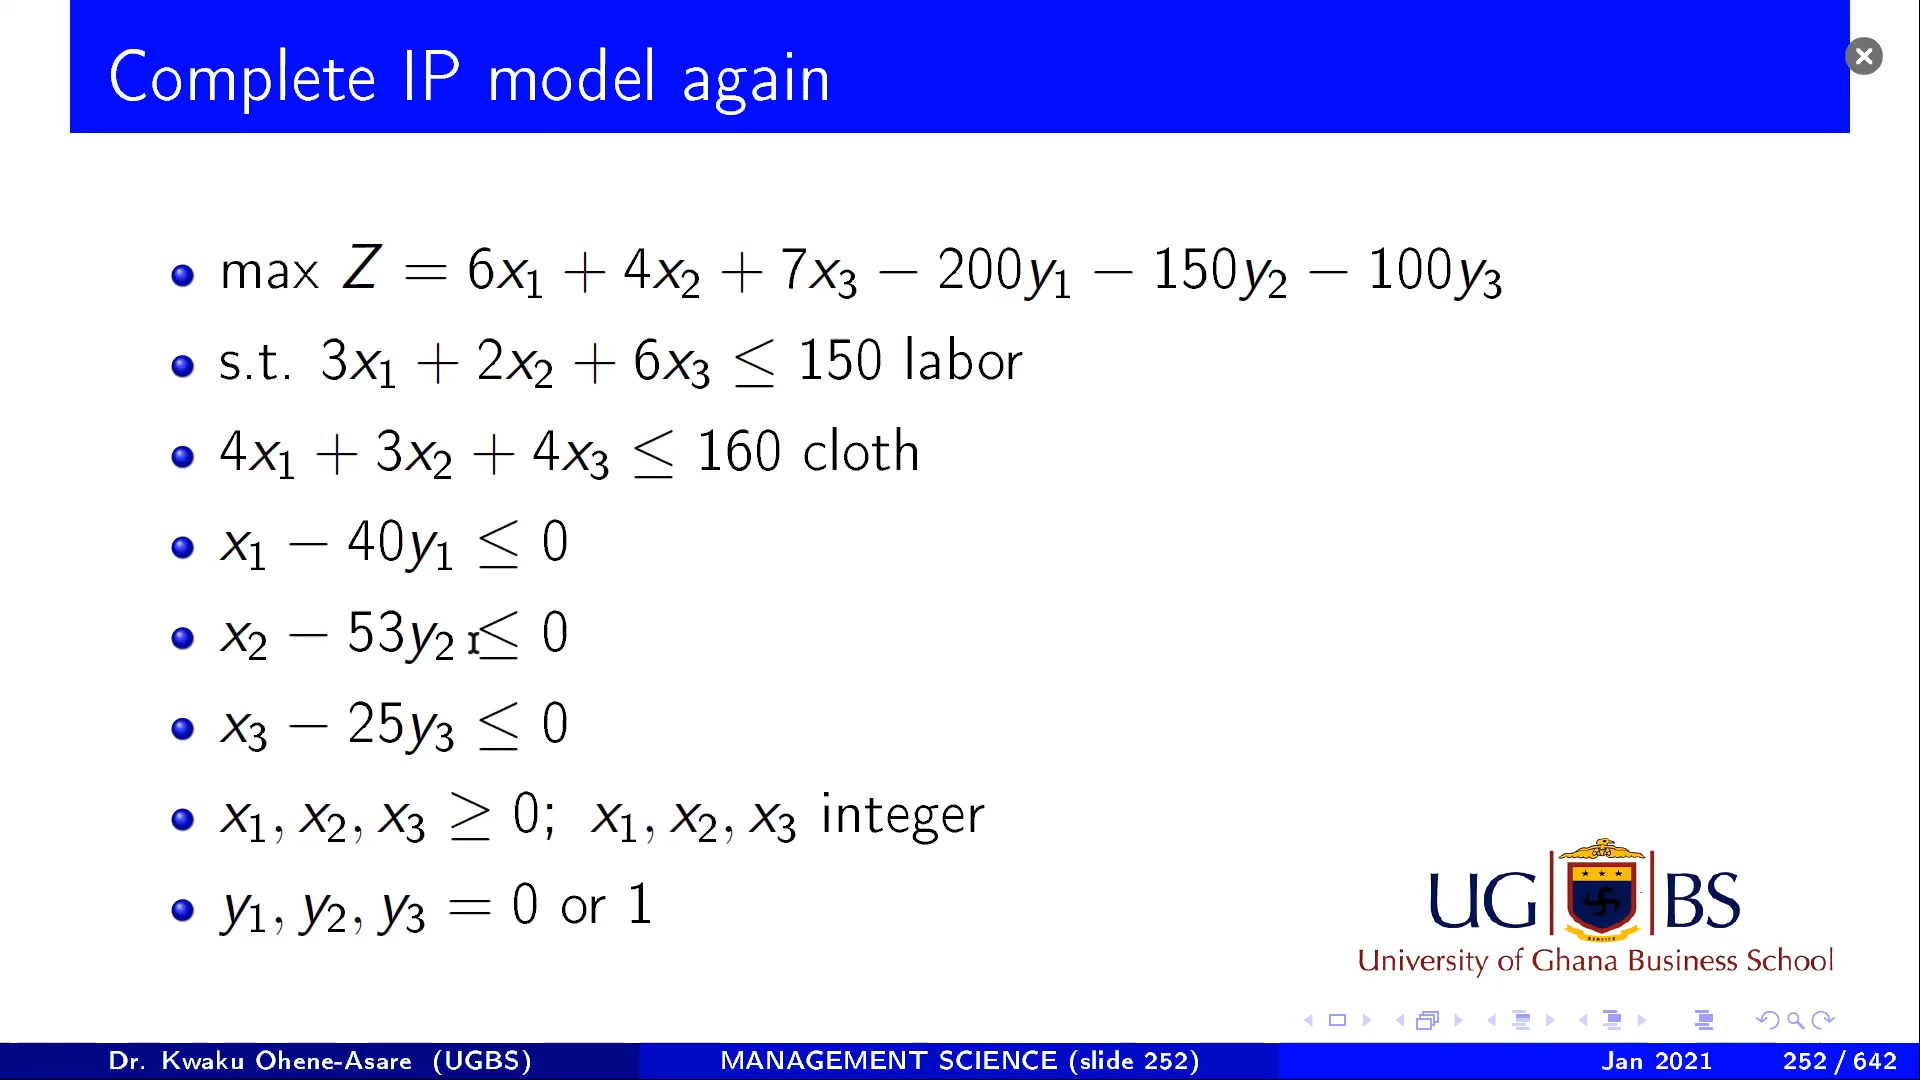 Complete IP model again
max Z = 6x₁ + 4x₂ + 7x₃ − 200y₁ − 150y₂ − 100y₃
s.t. 3x₁ + 2x₂ + 6x₃ ≤ 150 labor
4x₁ + 3x₂ + 4x₃ ≤ 160 cloth
x₁ − 40y₁ ≤ 0
x₂ − 53y₂ ≤ 0
x₃ − 25y₃ ≤ 0
x₁, x₂, x₃ ≥ 0; x₁, x₂, x₃ integer
y₁, y₂, y₃ = 0 or 1
UG BS
University of Ghana Business School
Dr. Kwaku Ohene-Asare (UGBS) MANAGEMENT SCIENCE (slide 252) Jan 2021 252 / 642